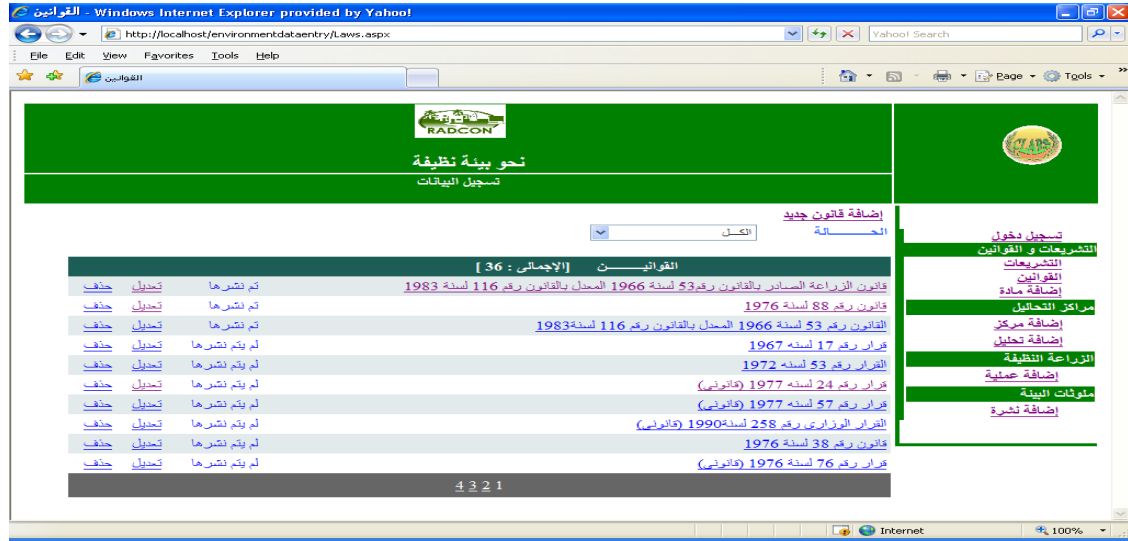 القوانين - Windows Internet Explorer provided by Yahoo!
http://localhost/environmentdataentry/Laws.aspx
Yahoo! Search
File Edit View Favorites Tools Help
القوانين
Page Tools
RADCON
CLAES
نحو بيئة نظيفة
تسجيل البيانات
تسجيل دخول
التشريعات و القوانين
التشريعات
القوانين
إضافة مادة
مراكز التحاليل
إضافة مركز
إضافة تحليل
الزراعة النظيفة
إضافة عملية
ملوثات البيئة
إضافة نشرة
إضافة قانون جديد
الحـــــــالة الكــل
القوانيـــــــن [الإجمالى : 36 ]
قانون الزراعة الصادر بالقانون رقم53 لسنة 1966 المعدل بالقانون رقم 116 لسنة 1983 تم نشرها تعديل حذف
قانون رقم 88 لسنة 1976 تم نشرها تعديل حذف
القانون رقم 53 لسنة 1966 المعدل بالقانون رقم 116 لسنة1983 تم نشرها تعديل حذف
قرار رقم 17 لسنه 1967 لم يتم نشرها تعديل حذف
القرار رقم 53 لسنه 1972 لم يتم نشرها تعديل حذف
قرار رقم 24 لسنه 1977 (قانونى) لم يتم نشرها تعديل حذف
قرار رقم 57 لسنه 1977 (قانونى) لم يتم نشرها تعديل حذف
القرار الوزارى رقم 258 لسنة1990 (قانونى) لم يتم نشرها تعديل حذف
قانون رقم 38 لسنة 1976 لم يتم نشرها تعديل حذف
قرار رقم 76 لسنة 1976 (قانونى) لم يتم نشرها تعديل حذف
4 3 2 1
Internet 100%